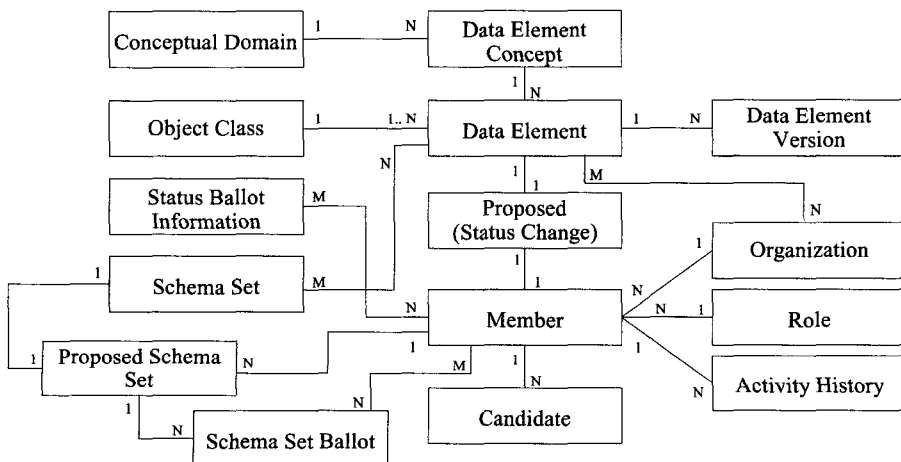 1
N
Conceptual Domain
Data Element
Concept
1
N
Object Class
1
1.. N
Data Element
1
N
Data Element
Version
N
1
1
M
Status Ballot
Information
M
Proposed
(Status Change)
N
Organization
1
1
1
1
Schema Set
M
N
Member
N
N
1
Role
1
Proposed Schema
Set
N
1
M
1
N
1
N
Activity History
1
N
N
Schema Set Ballot
Candidate